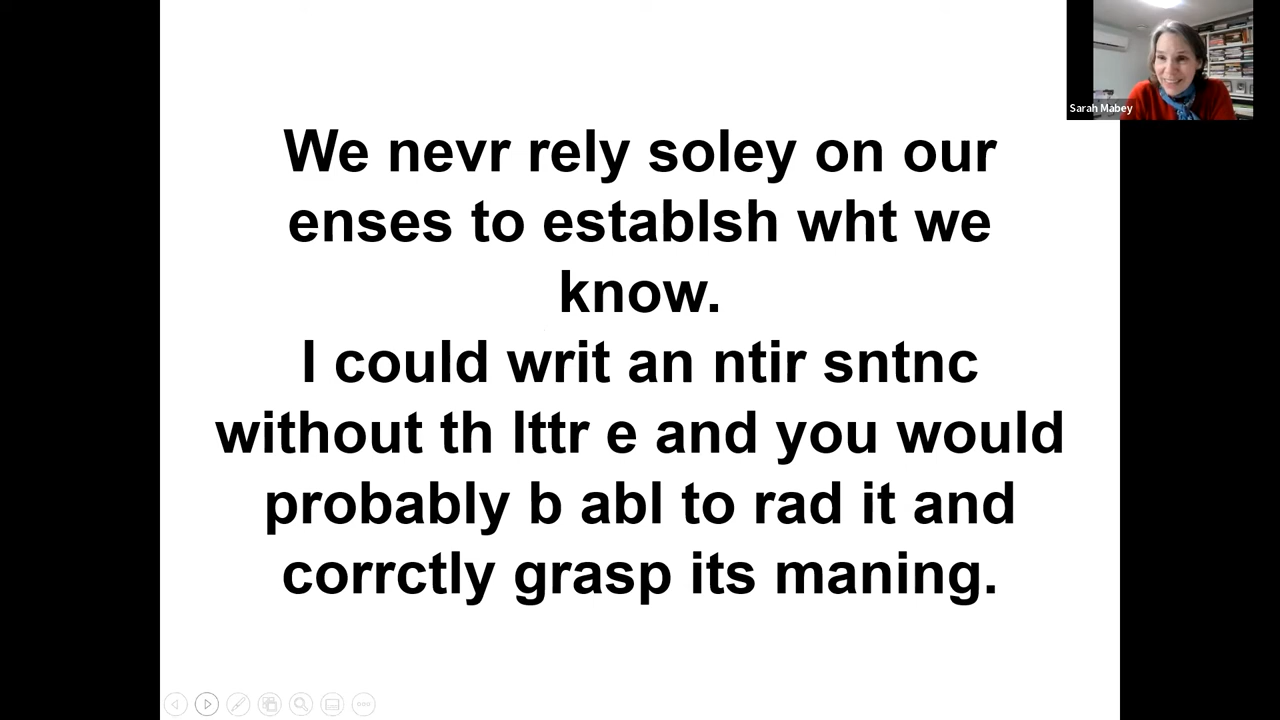 Sarah Mabey
We nevr rely soley on our
enses to establsh wht we
know.
I could writ an ntir sntnc
without th lttr e and you would
probably b abl to rad it and
corrctly grasp its maning.